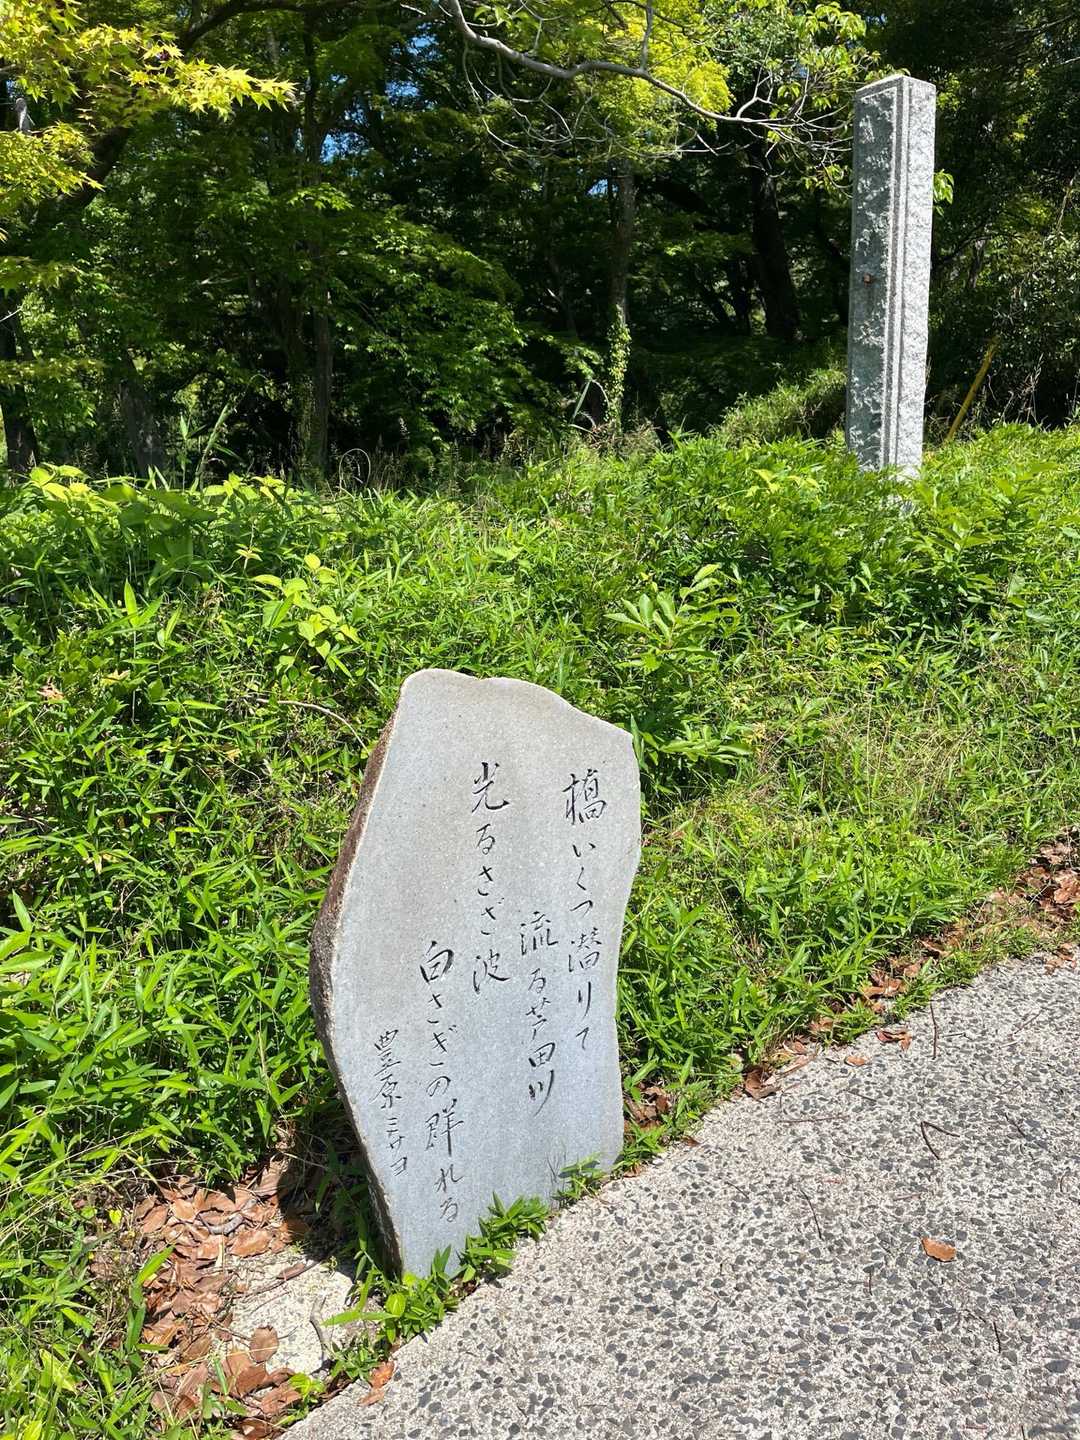 橋いくつ潜りて
流る芦田川
光るさざ波
白さぎの群れる
豊原ミサヨ